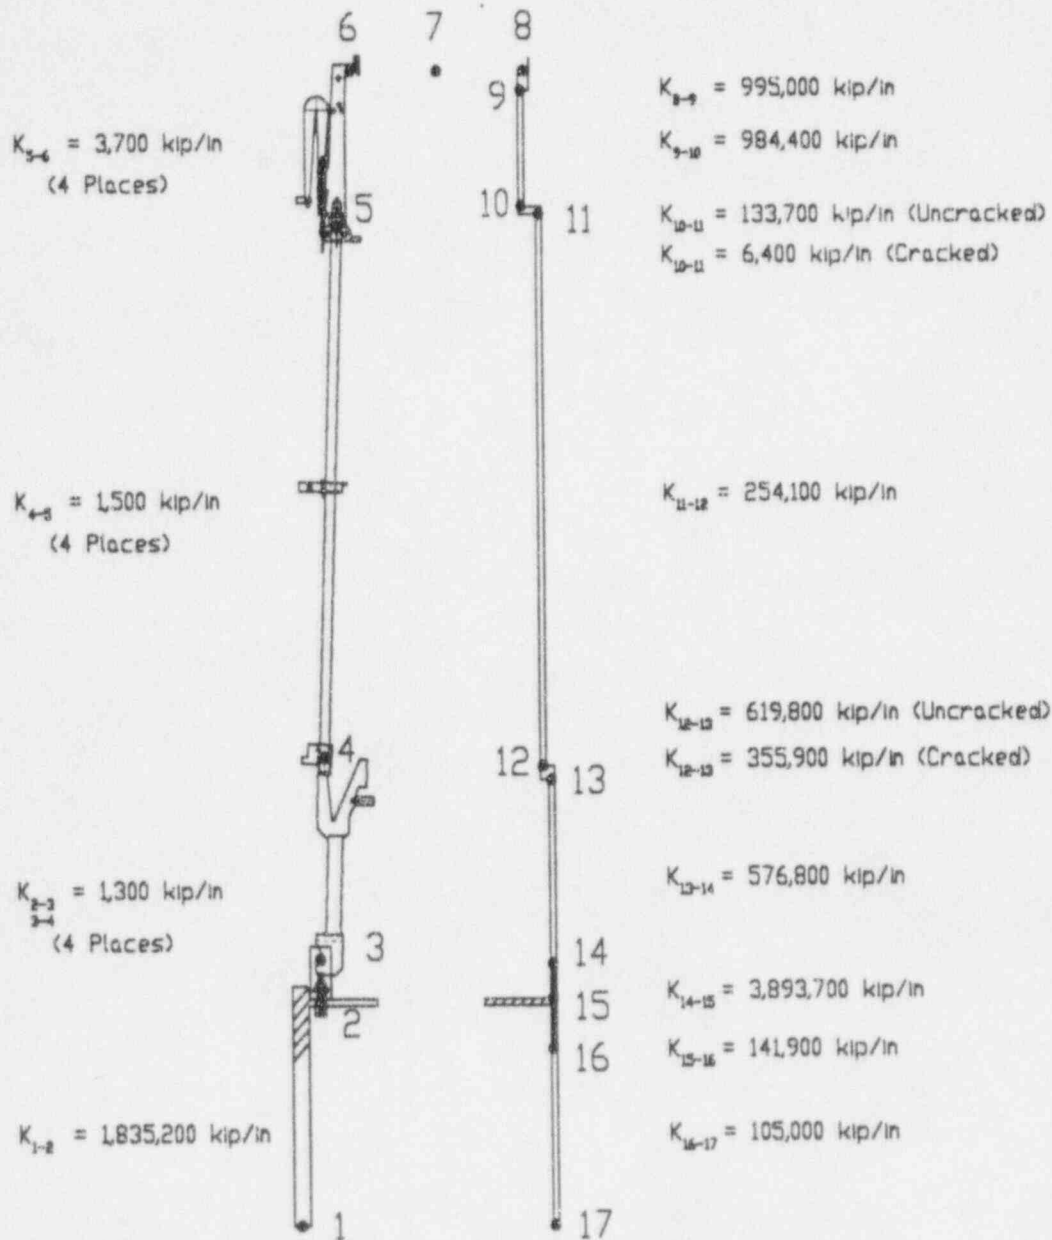 6 7 8
9
K8-9 = 995,000 kip/in
K5-6 = 3,700 kip/in
(4 Places)
K9-10 = 984,400 kip/in
5
10
11
K10-11 = 133,700 kip/in (Uncracked)
K10-11 = 6,400 kip/in (Cracked)
K4-5 = 1,500 kip/in
(4 Places)
K11-12 = 254,100 kip/in
K12-13 = 619,800 kip/in (Uncracked)
4
12
13
K12-13 = 355,900 kip/in (Cracked)
K2-3 = 1,300 kip/in
3-4
(4 Places)
K13-14 = 576,800 kip/in
3
14
2
15
K14-15 = 3,893,700 kip/in
16
K15-16 = 141,900 kip/in
K1-2 = 1,835,200 kip/in
K16-17 = 105,000 kip/in
1
17